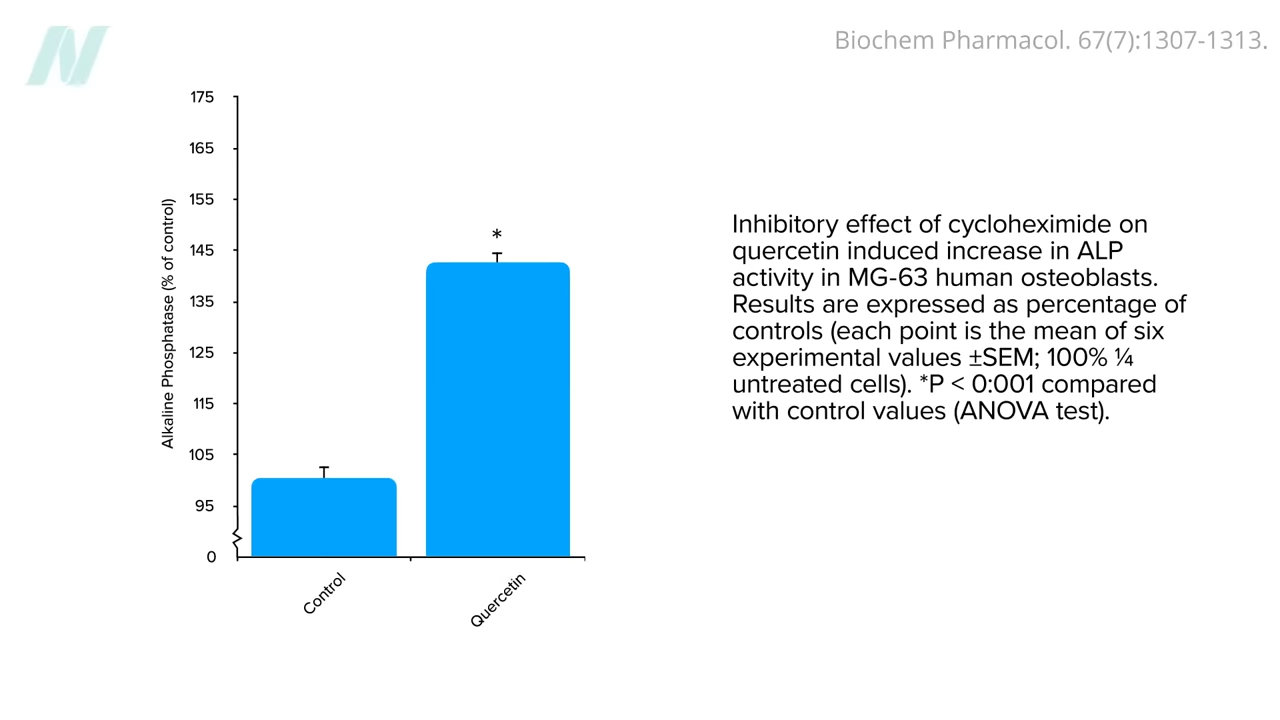 Biochem Pharmacol. 67(7):1307-1313.
175
165
155
145
135
125
115
105
95
0
Alkaline Phosphatase (% of control)
*
Control
Quercetin
Inhibitory effect of cycloheximide on
quercetin induced increase in ALP
activity in MG-63 human osteoblasts.
Results are expressed as percentage of
controls (each point is the mean of six
experimental values ±SEM; 100% ¼
untreated cells). *P < 0:001 compared
with control values (ANOVA test).